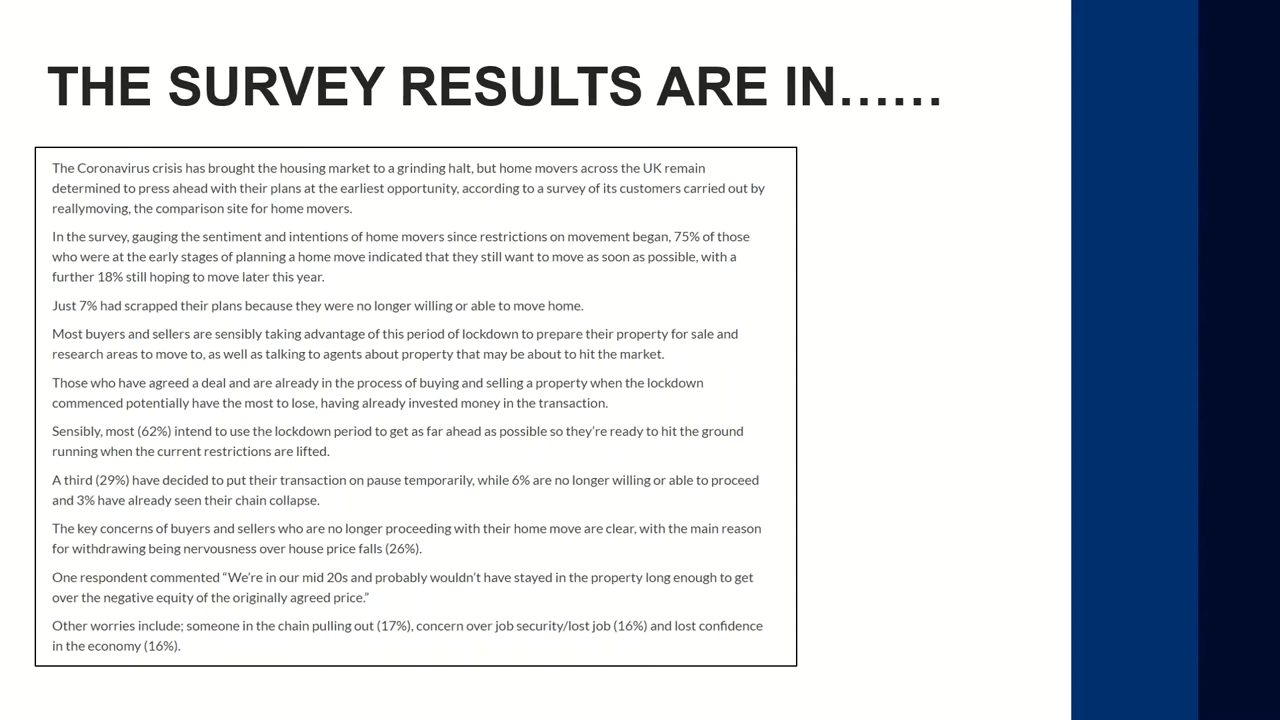 THE SURVEY RESULTS ARE IN......
The Coronavirus crisis has brought the housing market to a grinding halt, but home movers across the UK remain
determined to press ahead with their plans at the earliest opportunity, according to a survey of its customers carried out by
reallymoving, the comparison site for home movers.
In the survey, gauging the sentiment and intentions of home movers since restrictions on movement began, 75% of those
who were at the early stages of planning a home move indicated that they still want to move as soon as possible, with a
further 18% still hoping to move later this year.
Just 7% had scrapped their plans because they were no longer willing or able to move home.
Most buyers and sellers are sensibly taking advantage of this period of lockdown to prepare their property for sale and
research areas to move to, as well as talking to agents about property that may be about to hit the market.
Those who have agreed a deal and are already in the process of buying and selling a property when the lockdown
commenced potentially have the most to lose, having already invested money in the transaction.
Sensibly, most (62%) intend to use the lockdown period to get as far ahead as possible so they’re ready to hit the ground
running when the current restrictions are lifted.
A third (29%) have decided to put their transaction on pause temporarily, while 6% are no longer willing or able to proceed
and 3% have already seen their chain collapse.
The key concerns of buyers and sellers who are no longer proceeding with their home move are clear, with the main reason
for withdrawing being nervousness over house price falls (26%).
One respondent commented “We’re in our mid 20s and probably wouldn’t have stayed in the property long enough to get
over the negative equity of the originally agreed price.”
Other worries include; someone in the chain pulling out (17%), concern over job security/lost job (16%) and lost confidence
in the economy (16%).